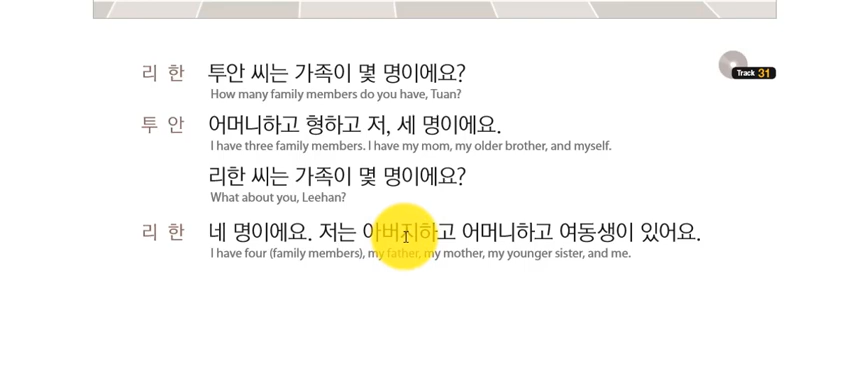 Track 31
리 한 투안 씨는 가족이 몇 명이에요?
How many family members do you have, Tuan?
투 안 어머니하고 형하고 저, 세 명이에요.
I have three family members. I have my mom, my older brother, and myself.
리한 씨는 가족이 몇 명이에요?
What about you, Leehan?
리 한 네 명이에요. 저는 아버지하고 어머니하고 여동생이 있어요.
I have four (family members), my father, my mother, my younger sister, and me.